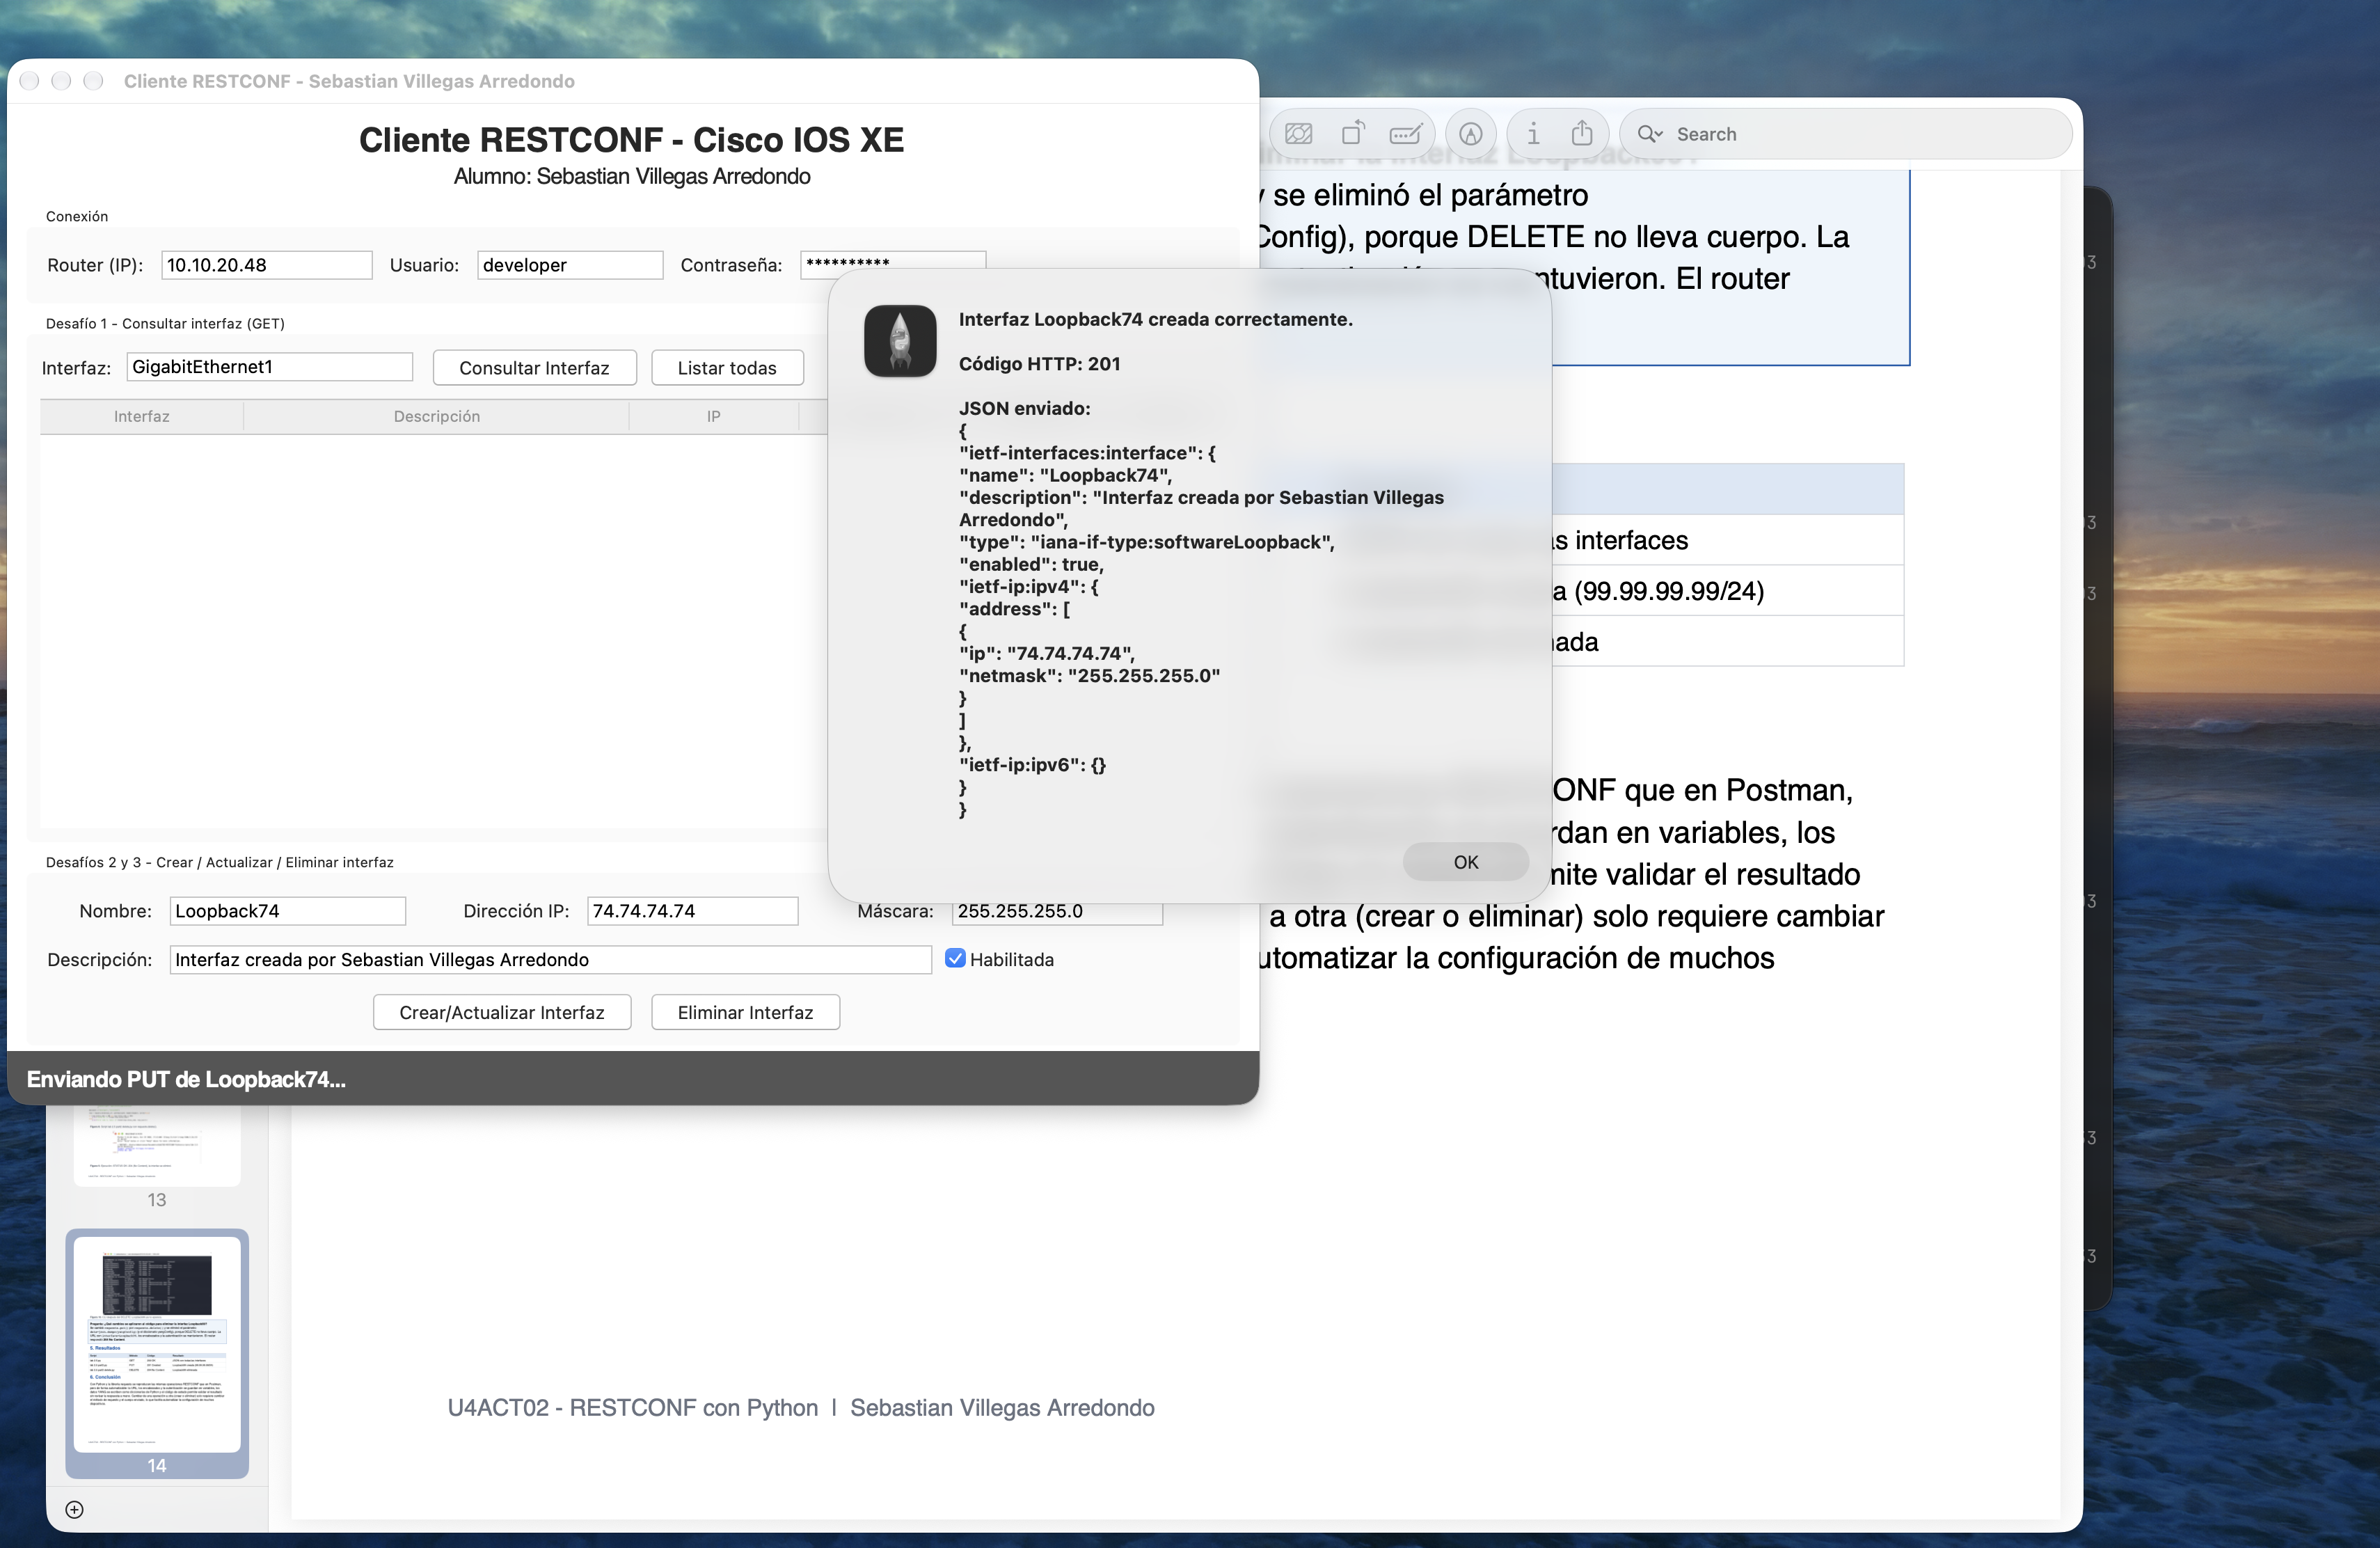 Cliente RESTCONF - Sebastian Villegas Arredondo
Cliente RESTCONF - Cisco IOS XE
Alumno: Sebastian Villegas Arredondo
Conexión
Router (IP): 10.10.20.48 Usuario: developer Contraseña: **********
Desafío 1 - Consultar interfaz (GET)
Interfaz: GigabitEthernet1 Consultar Interfaz Listar todas
Interfaz Descripción IP
Interfaz Loopback74 creada correctamente.
Código HTTP: 201
JSON enviado:
{
"ietf-interfaces:interface": {
"name": "Loopback74",
"description": "Interfaz creada por Sebastian Villegas
Arredondo",
"type": "iana-if-type:softwareLoopback",
"enabled": true,
"ietf-ip:ipv4": {
"address": [
{
"ip": "74.74.74.74",
"netmask": "255.255.255.0"
}
]
},
"ietf-ip:ipv6": {}
}
}
OK
Desafíos 2 y 3 - Crear / Actualizar / Eliminar interfaz
Nombre: Loopback74 Dirección IP: 74.74.74.74 Máscara: 255.255.255.0
Descripción: Interfaz creada por Sebastian Villegas Arredondo Habilitada
Crear/Actualizar Interfaz Eliminar Interfaz
Enviando PUT de Loopback74...
Search
y se eliminó el parámetro
Config), porque DELETE no lleva cuerpo. La
ntuvieron. El router
as interfaces
a (99.99.99.99/24)
nada
ONF que en Postman,
rdan en variables, los
mite validar el resultado
a otra (crear o eliminar) solo requiere cambiar
utomatizar la configuración de muchos
U4ACT02 - RESTCONF con Python | Sebastian Villegas Arredondo
13
5. Resultados
6. Conclusión
14